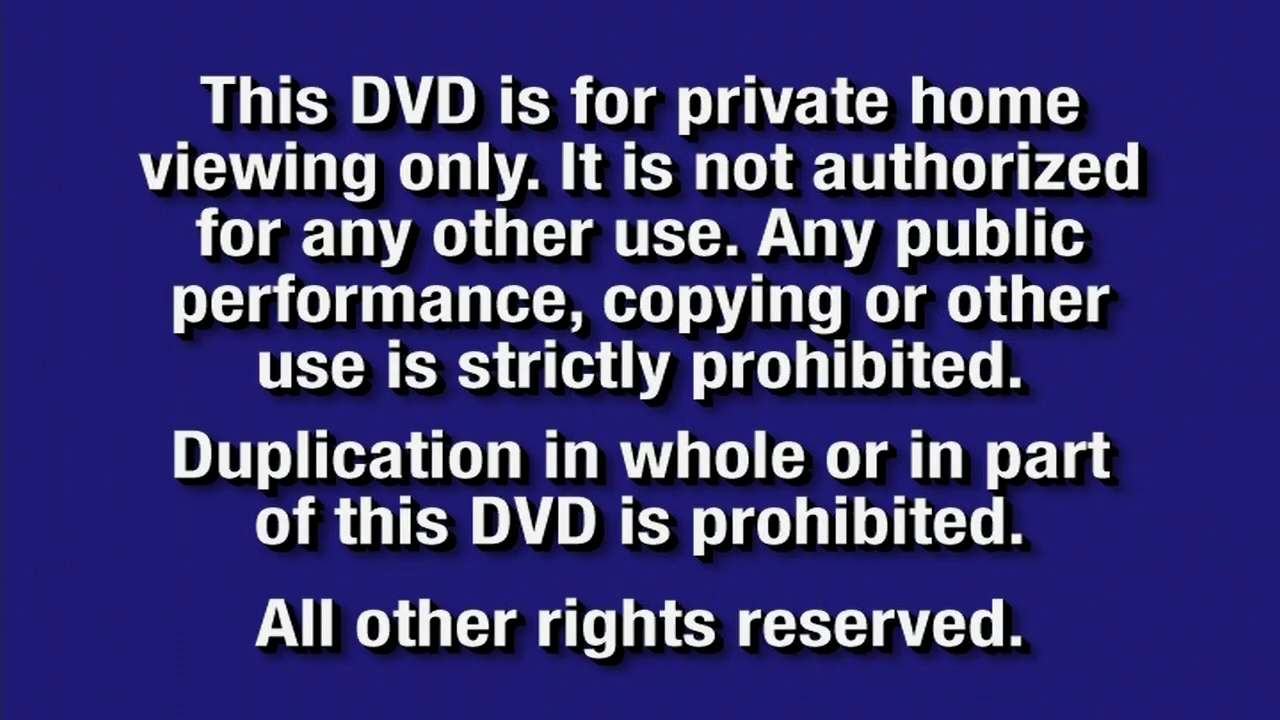 This DVD is for private home
viewing only. It is not authorized
for any other use. Any public
performance, copying or other
use is strictly prohibited.
Duplication in whole or in part
of this DVD is prohibited.
All other rights reserved.